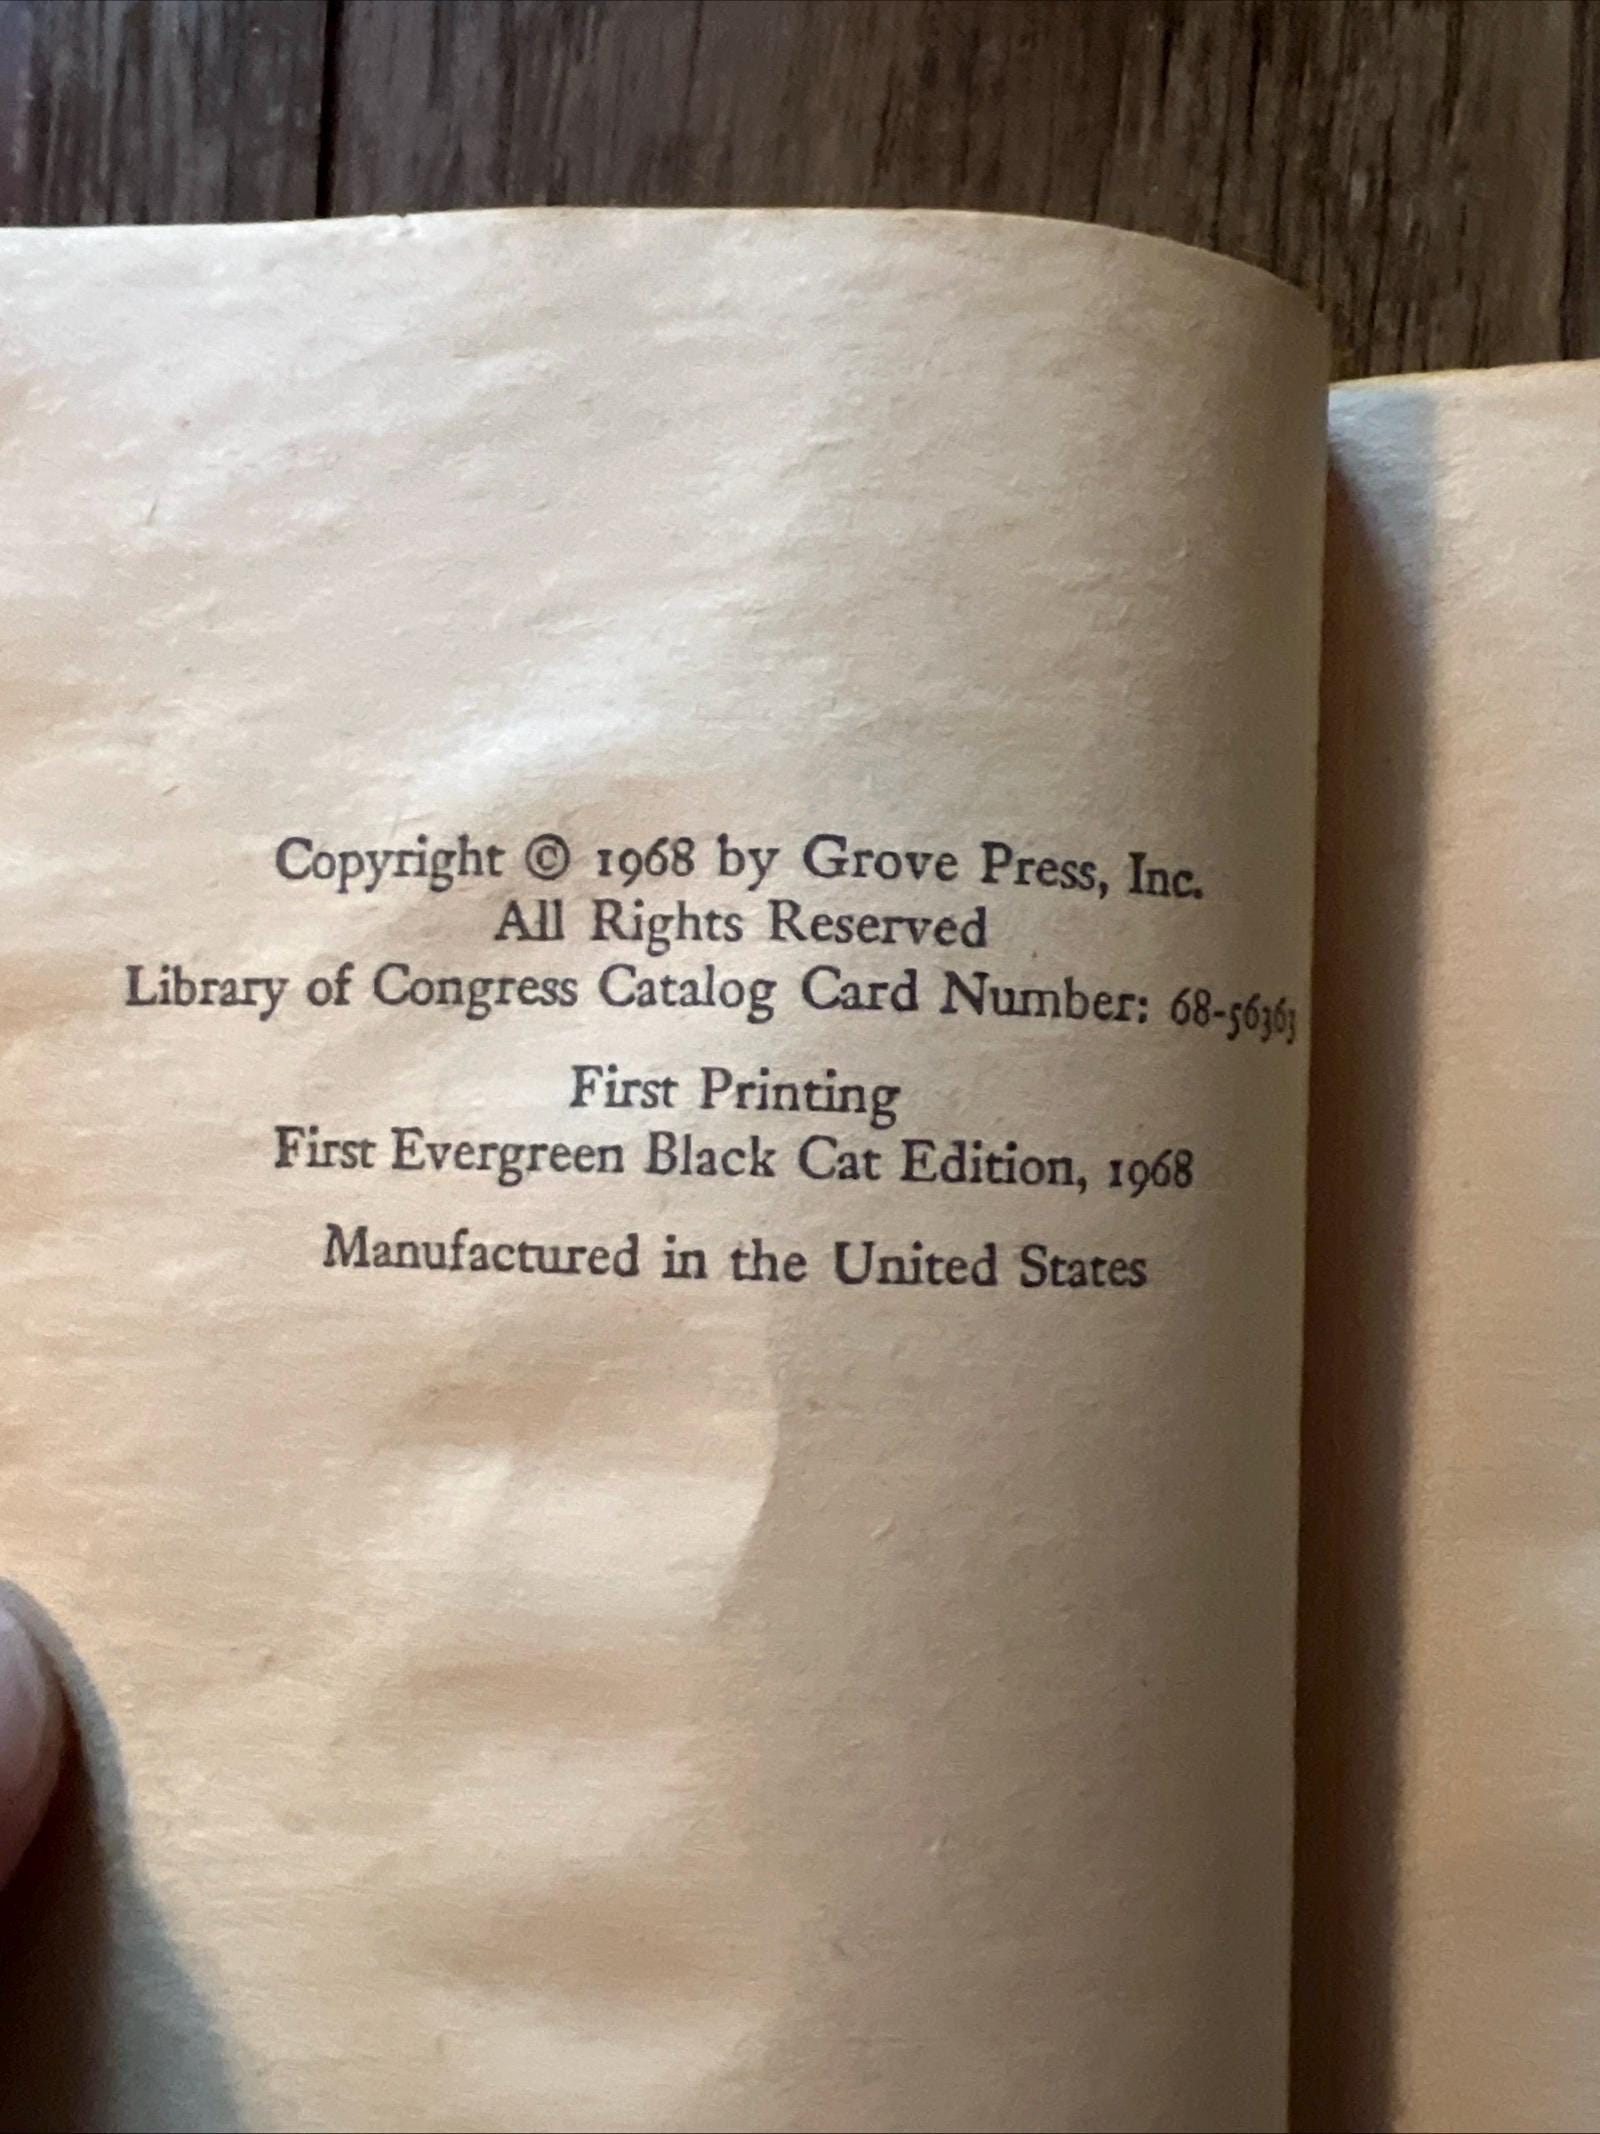 Copyright © 1968 by Grove Press, Inc.
All Rights Reserved
Library of Congress Catalog Card Number: 68-56363
First Printing
First Evergreen Black Cat Edition, 1968
Manufactured in the United States